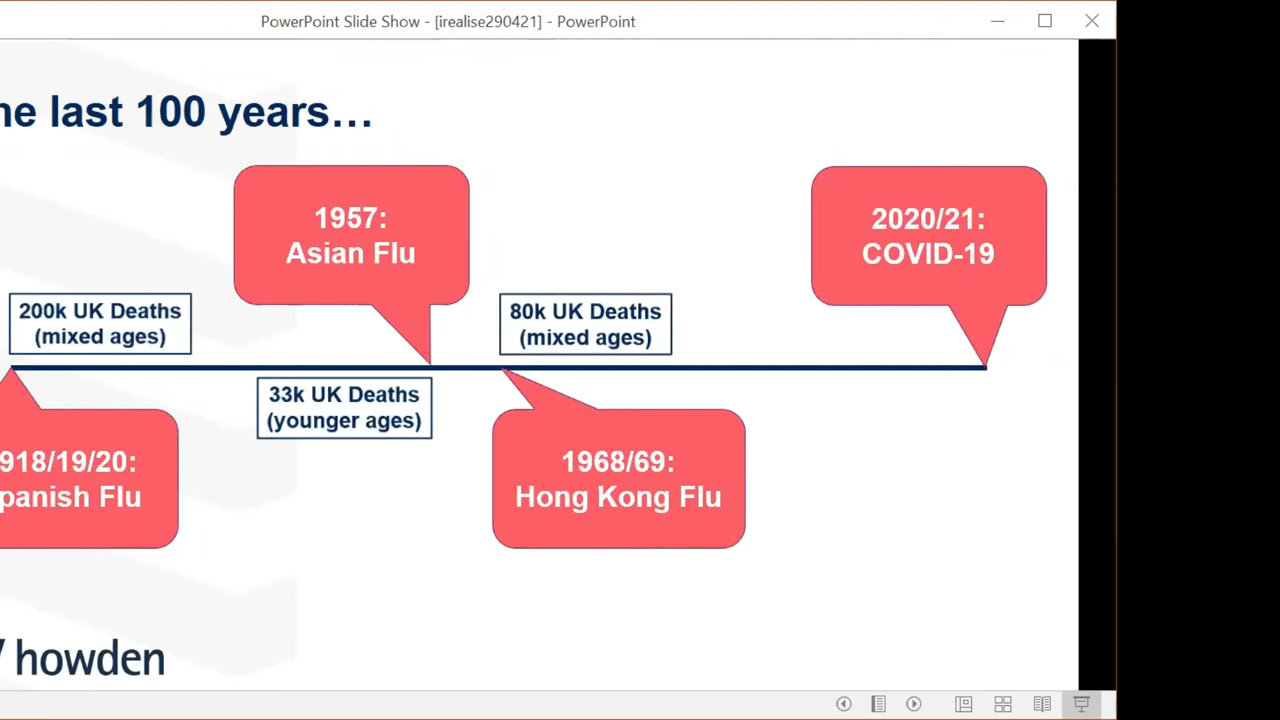 PowerPoint Slide Show - [irealise290421] - PowerPoint
last 100 years…
1957:
Asian Flu
2020/21:
COVID-19
200k UK Deaths
(mixed ages)
80k UK Deaths
(mixed ages)
33k UK Deaths
(younger ages)
918/19/20:
panish Flu
1968/69:
Hong Kong Flu
howden